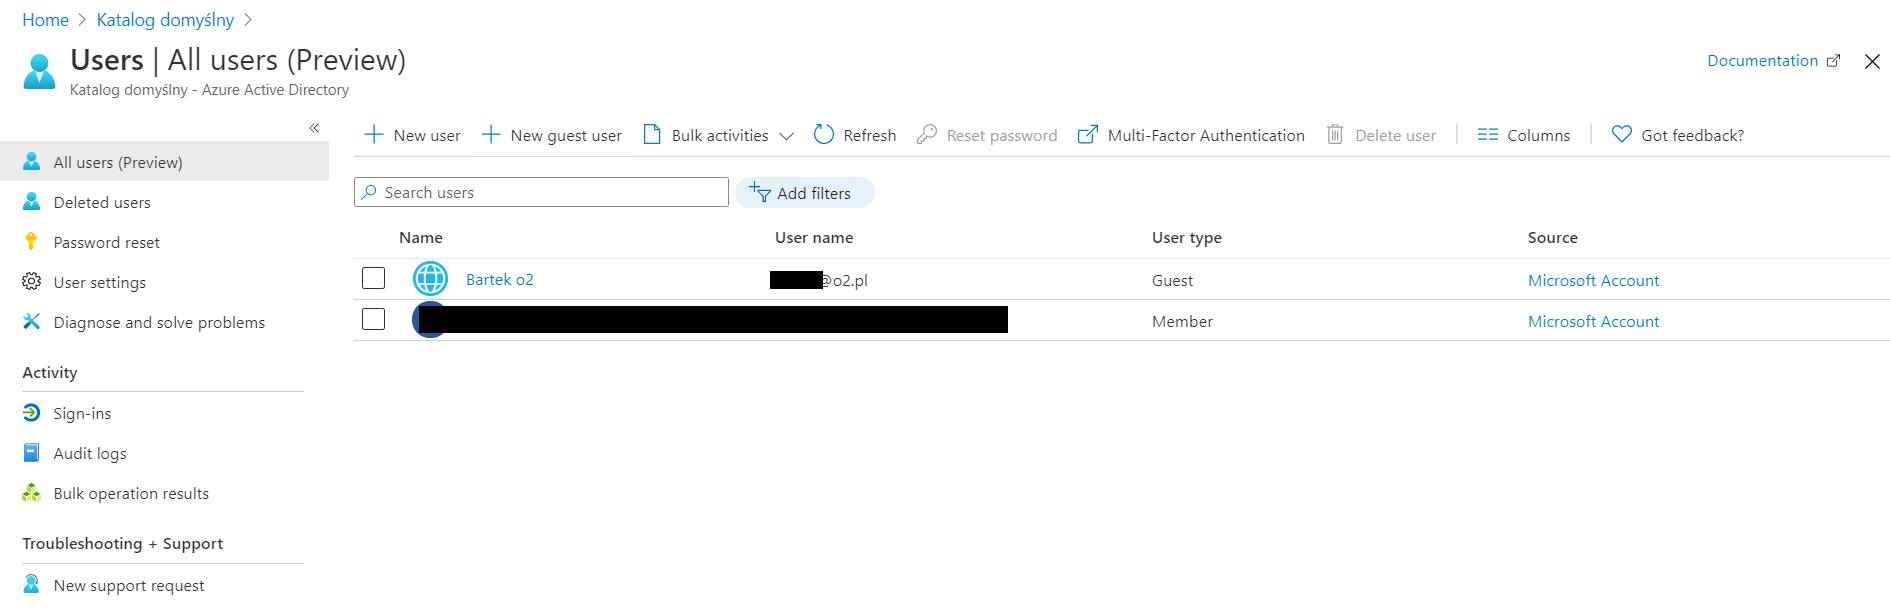 Home > Katalog domyślny >
Users | All users (Preview)
Katalog domyślny - Azure Active Directory
Documentation
«
All users (Preview)
Deleted users
Password reset
User settings
Diagnose and solve problems
Activity
Sign-ins
Audit logs
Bulk operation results
Troubleshooting + Support
New support request
New user New guest user Bulk activities Refresh Reset password Multi-Factor Authentication Delete user Columns Got feedback?
Search users Add filters
Name User name User type Source
Bartek o2 @o2.pl Guest Microsoft Account
Member Microsoft Account